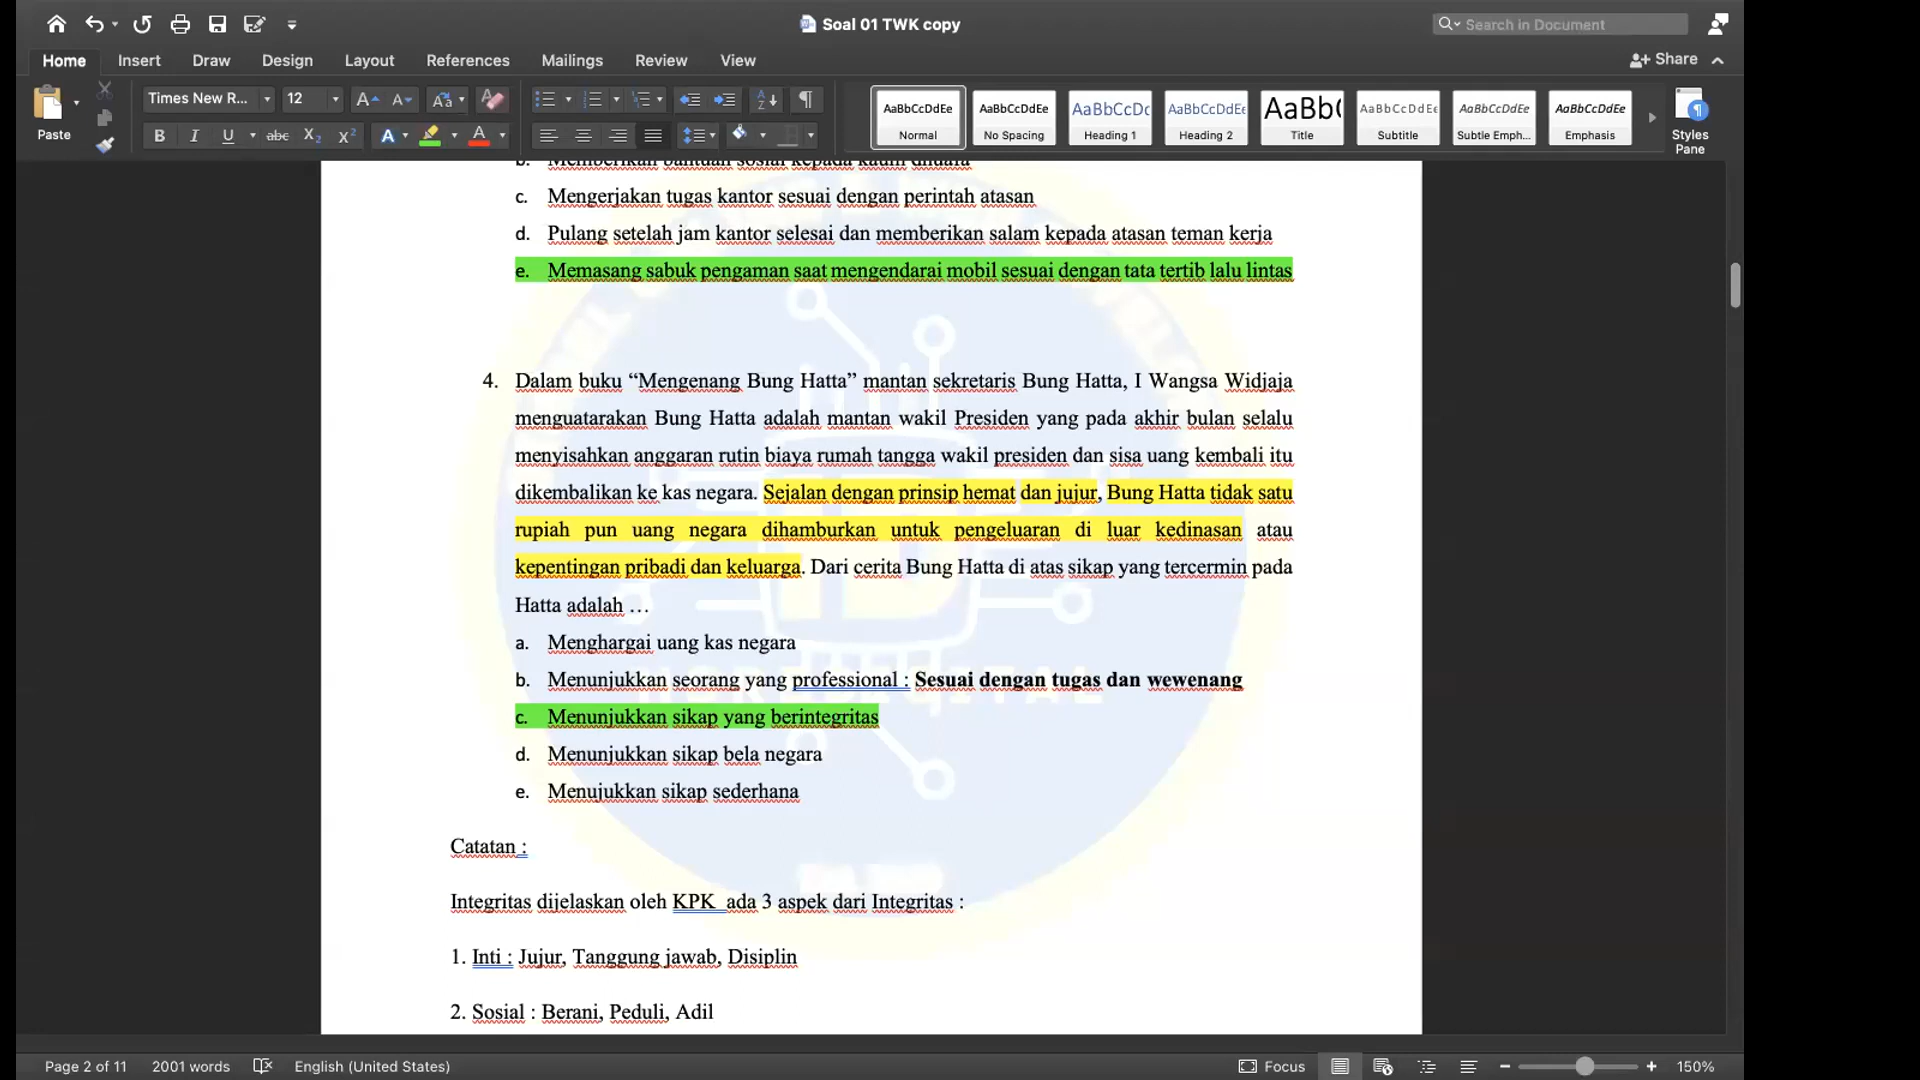 Soal 01 TWK copy
Search in Document
Home Insert Draw Design Layout References Mailings Review View
Share
Paste
Times New R... 12
AaBbCcDdEe AaBbCcDdEe AaBbCcDc AaBbCcDdEe AaBb( AaBbCcDdEe AaBbCcDdEe AaBbCcDdEe
Normal No Spacing Heading 1 Heading 2 Title Subtitle Subtle Emph... Emphasis
Styles
Pane
b. Memberikan bantuan sosial kepada kaum dhuafa
c. Mengerjakan tugas kantor sesuai dengan perintah atasan
d. Pulang setelah jam kantor selesai dan memberikan salam kepada atasan teman kerja
e. Memasang sabuk pengaman saat mengendarai mobil sesuai dengan tata tertib lalu lintas
4. Dalam buku “Mengenang Bung Hatta” mantan sekretaris Bung Hatta, I Wangsa Widjaja
menguatarakan Bung Hatta adalah mantan wakil Presiden yang pada akhir bulan selalu
menyisahkan anggaran rutin biaya rumah tangga wakil presiden dan sisa uang kembali itu
dikembalikan ke kas negara. Sejalan dengan prinsip hemat dan jujur, Bung Hatta tidak satu
rupiah pun uang negara dihamburkan untuk pengeluaran di luar kedinasan atau
kepentingan pribadi dan keluarga. Dari cerita Bung Hatta di atas sikap yang tercermin pada
Hatta adalah …
a. Menghargai uang kas negara
b. Menunjukkan seorang yang professional : Sesuai dengan tugas dan wewenang
c. Menunjukkan sikap yang berintegritas
d. Menunjukkan sikap bela negara
e. Menujukkan sikap sederhana
Catatan :
Integritas dijelaskan oleh KPK ada 3 aspek dari Integritas :
1. Inti : Jujur, Tanggung jawab, Disiplin
2. Sosial : Berani, Peduli, Adil
Page 2 of 11 2001 words English (United States) Focus 150%